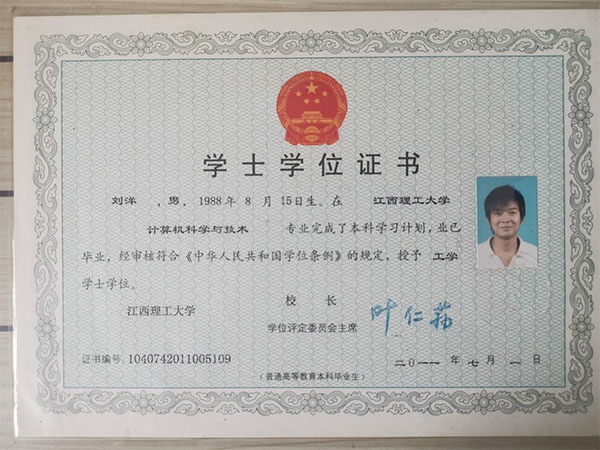 学士学位证书
刘洋 ,男, 1988年 8 月 15日生。在 江西理工大学
计算机科学与技术 专业完成了本科学习计划,业已
毕业,经审核符合《中华人民共和国学位条例》的规定,授予 工学
学士学位。
江西理工大学
校 长
学位评定委员会主席
叶仁荪
证书编号:1040742011005109
二〇一一年 七月 一日
(普通高等教育本科毕业生)